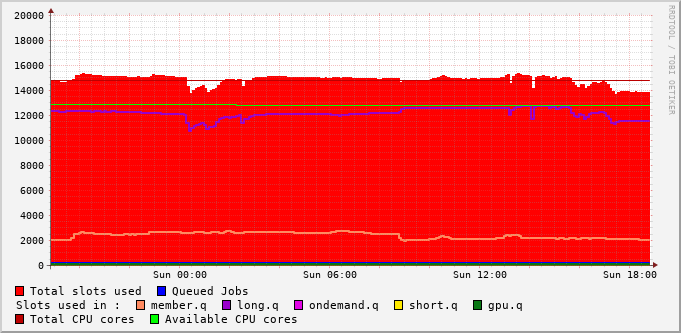 RRDTOOL / TOBI OETIKER
20000
18000
16000
14000
12000
10000
8000
6000
4000
2000
0
Sun 00:00 Sun 06:00 Sun 12:00 Sun 18:00
Total slots used Queued Jobs
Slots used in : member.q long.q ondemand.q short.q gpu.q
Total CPU cores Available CPU cores